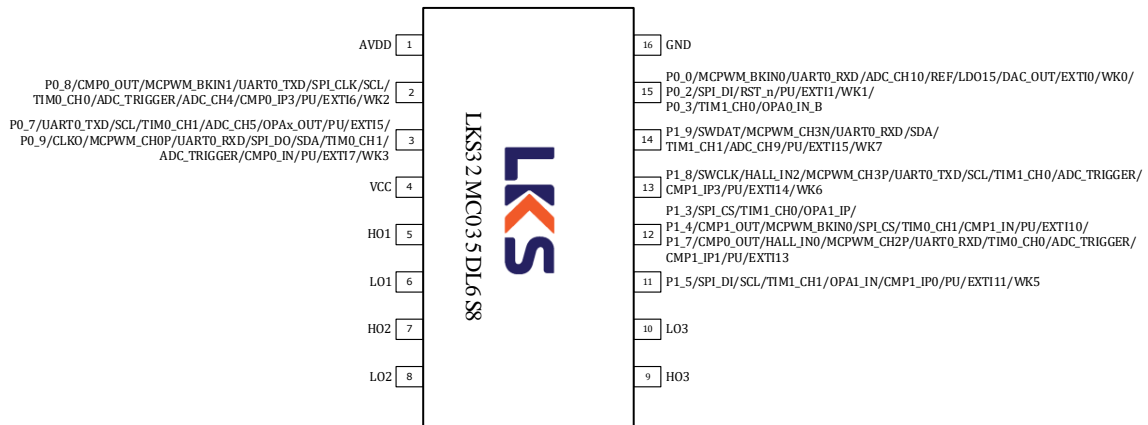 AVDD 1
P0_8/CMP0_OUT/MCPWM_BKIN1/UART0_TXD/SPI_CLK/SCL/
TIM0_CH0/ADC_TRIGGER/ADC_CH4/CMP0_IP3/PU/EXTI6/WK2 2
P0_7/UART0_TXD/SCL/TIM0_CH1/ADC_CH5/OPAx_OUT/PU/EXTI5/
P0_9/CLKO/MCPWM_CH0P/UART0_RXD/SPI_DO/SDA/TIM0_CH1/
ADC_TRIGGER/CMP0_IN/PU/EXTI7/WK3 3
VCC 4
HO1 5
LO1 6
HO2 7
LO2 8
LKS32MC035DL6S8
LKS
16 GND
P0_0/MCPWM_BKIN0/UART0_RXD/ADC_CH10/REF/LDO15/DAC_OUT/EXTI0/WK0/
15 P0_2/SPI_DI/RST_n/PU/EXTI1/WK1/
P0_3/TIM1_CH0/OPA0_IN_B
14 P1_9/SWDAT/MCPWM_CH3N/UART0_RXD/SDA/
TIM1_CH1/ADC_CH9/PU/EXTI15/WK7
13 P1_8/SWCLK/HALL_IN2/MCPWM_CH3P/UART0_TXD/SCL/TIM1_CH0/ADC_TRIGGER/
CMP1_IP3/PU/EXTI14/WK6
P1_3/SPI_CS/TIM1_CH0/OPA1_IP/
12 P1_4/CMP1_OUT/MCPWM_BKIN0/SPI_CS/TIM0_CH1/CMP1_IN/PU/EXTI10/
P1_7/CMP0_OUT/HALL_IN0/MCPWM_CH2P/UART0_RXD/TIM0_CH0/ADC_TRIGGER/
CMP1_IP1/PU/EXTI13
11 P1_5/SPI_DI/SCL/TIM1_CH1/OPA1_IN/CMP1_IP0/PU/EXTI11/WK5
10 LO3
9 HO3